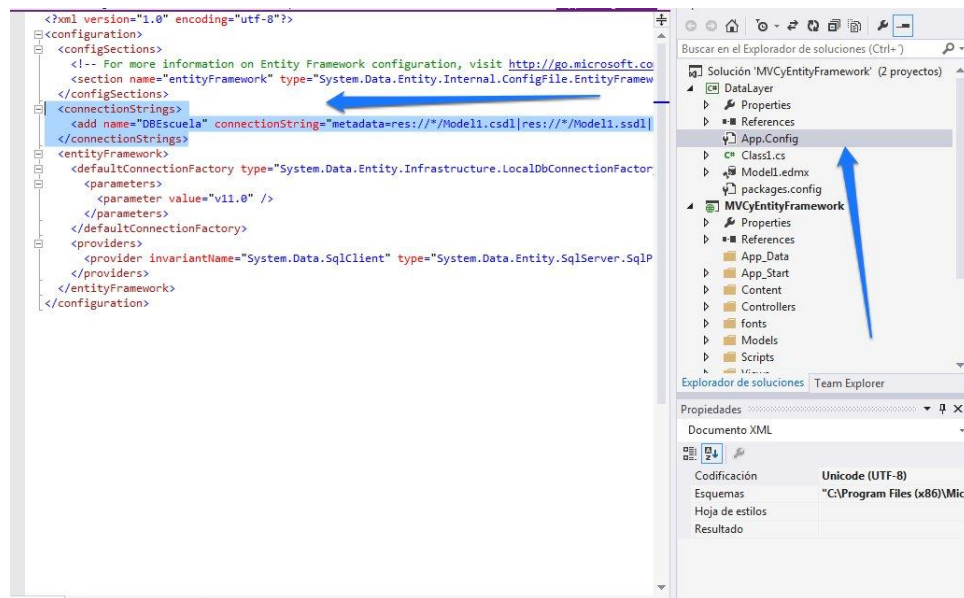 <?xml version="1.0" encoding="utf-8"?>
<configuration>
<configSections>
<!-- For more information on Entity Framework configuration, visit http://go.microsoft.co
<section name="entityFramework" type="System.Data.Entity.Internal.ConfigFile.EntityFramew
</configSections>
<connectionStrings>
<add name="DBEscuela" connectionString="metadata=res://*/Model1.csdl|res://*/Model1.ssdl|
</connectionStrings>
<entityFramework>
<defaultConnectionFactory type="System.Data.Entity.Infrastructure.LocalDbConnectionFactor
<parameters>
<parameter value="v11.0" />
</parameters>
</defaultConnectionFactory>
<providers>
<provider invariantName="System.Data.SqlClient" type="System.Data.Entity.SqlServer.SqlP
</providers>
</entityFramework>
</configuration>
Buscar en el Explorador de soluciones (Ctrl+´)
Solución 'MVCyEntityFramework' (2 proyectos)
DataLayer
Properties
References
App.Config
C# Class1.cs
Model1.edmx
packages.config
MVCyEntityFramework
Properties
References
App_Data
App_Start
Content
Controllers
fonts
Models
Scripts
Explorador de soluciones Team Explorer
Propiedades
Documento XML
Codificación Unicode (UTF-8)
Esquemas "C:\Program Files (x86)\Mic
Hoja de estilos
Resultado